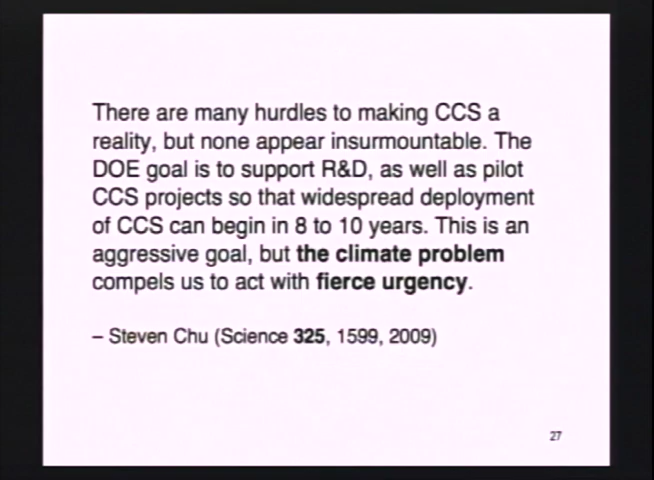 There are many hurdles to making CCS a
reality, but none appear insurmountable. The
DOE goal is to support R&D, as well as pilot
CCS projects so that widespread deployment
of CCS can begin in 8 to 10 years. This is an
aggressive goal, but the climate problem
compels us to act with fierce urgency.
– Steven Chu (Science 325, 1599, 2009)
27